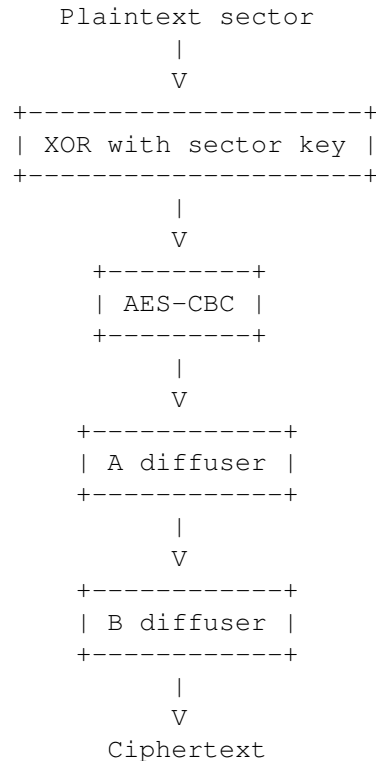 Plaintext sector
|
V
+---------------------+
| XOR with sector key |
+---------------------+
|
V
+---------+
| AES-CBC |
+---------+
|
V
+------------+
| A diffuser |
+------------+
|
V
+------------+
| B diffuser |
+------------+
|
V
Ciphertext